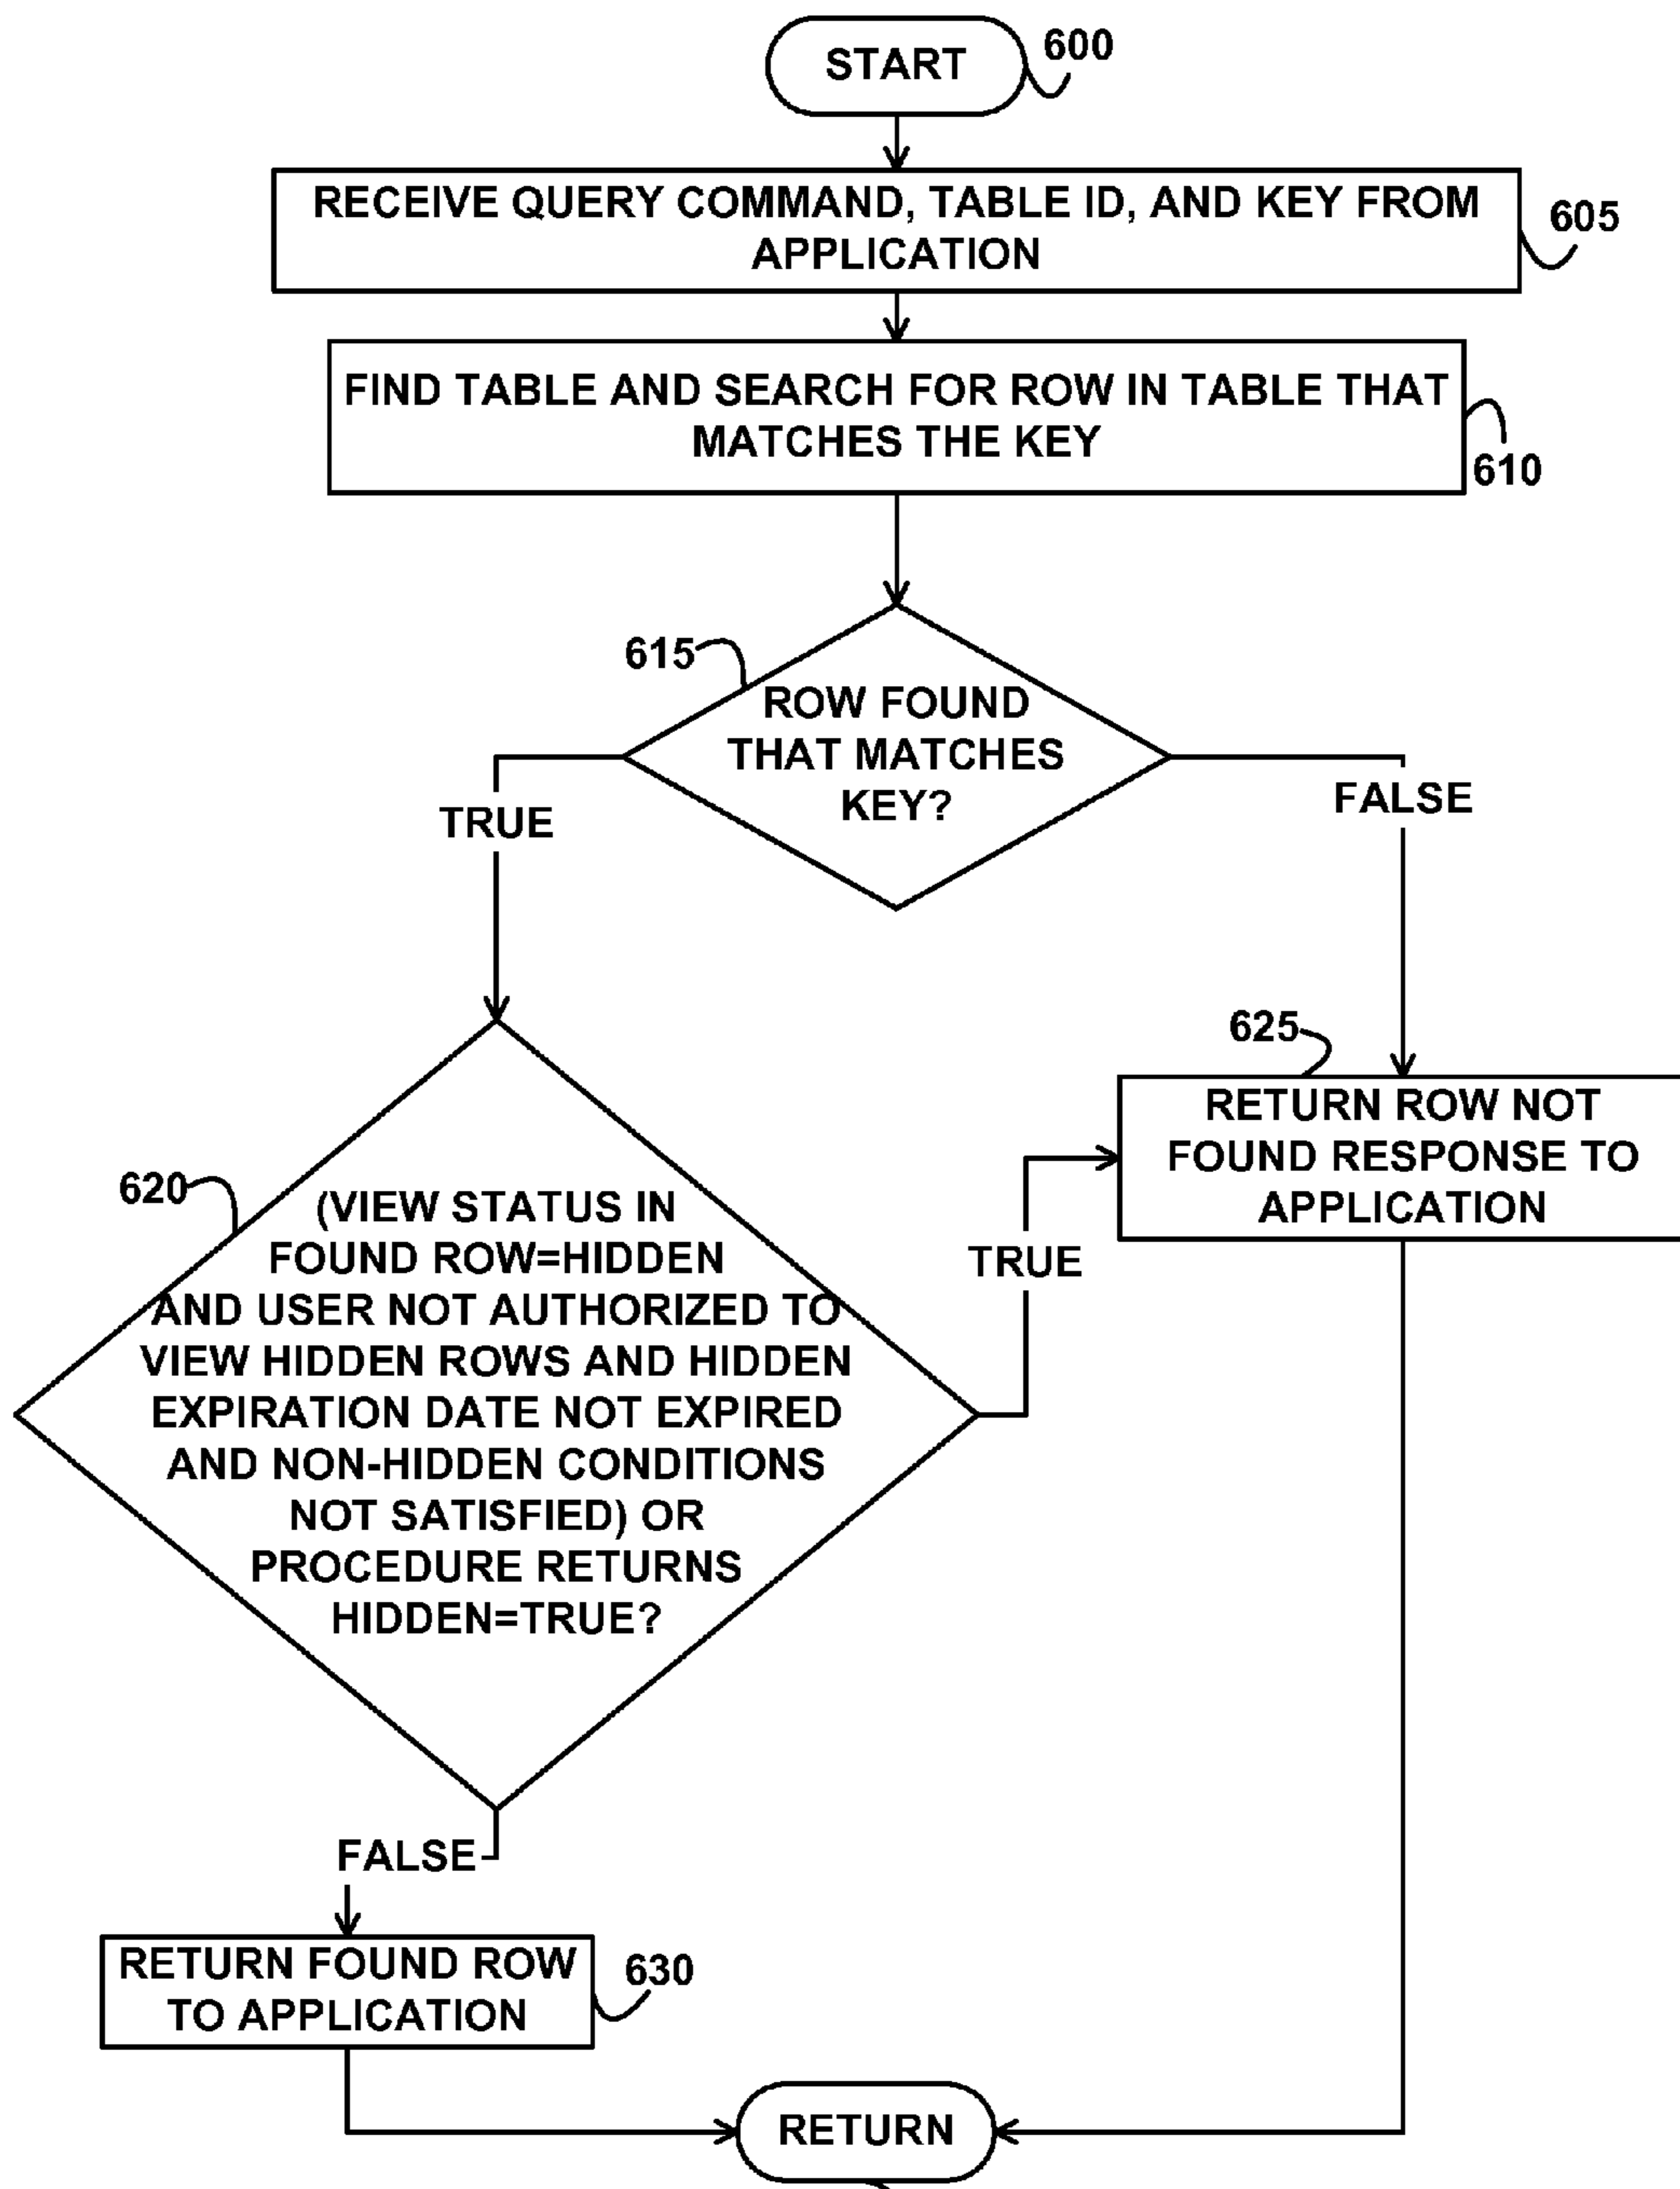 START
600
RECEIVE QUERY COMMAND, TABLE ID, AND KEY FROM
APPLICATION
605
FIND TABLE AND SEARCH FOR ROW IN TABLE THAT
MATCHES THE KEY
610
615
ROW FOUND
THAT MATCHES
KEY?
TRUE
FALSE
625
RETURN ROW NOT
FOUND RESPONSE TO
APPLICATION
620
(VIEW STATUS IN
FOUND ROW=HIDDEN
AND USER NOT AUTHORIZED TO
VIEW HIDDEN ROWS AND HIDDEN
EXPIRATION DATE NOT EXPIRED
AND NON-HIDDEN CONDITIONS
NOT SATISFIED) OR
PROCEDURE RETURNS
HIDDEN=TRUE?
TRUE
FALSE
RETURN FOUND ROW
TO APPLICATION
630
RETURN